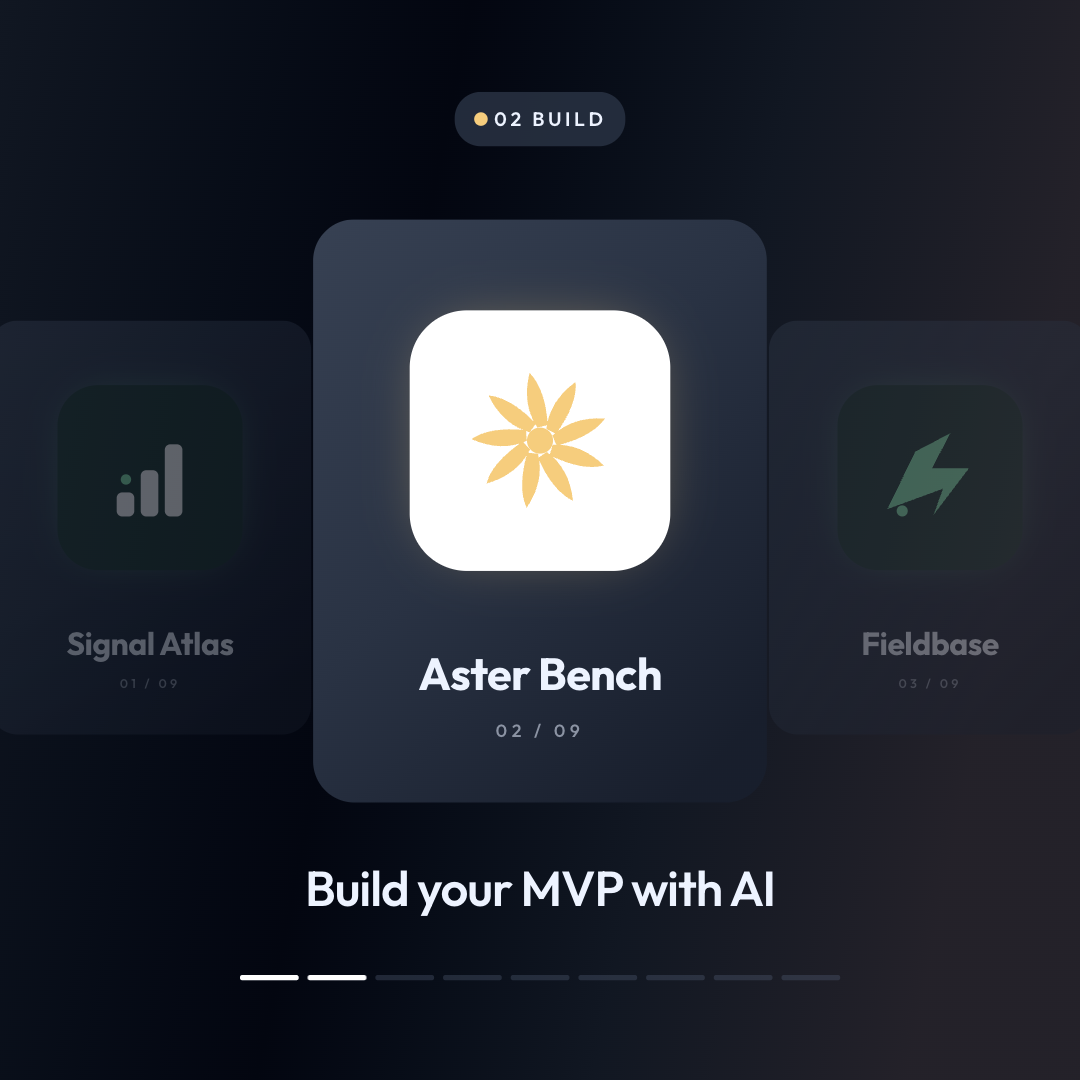 02 BUILD
Signal Atlas
01 / 09
Aster Bench
02 / 09
Fieldbase
03 / 09
Build your MVP with AI